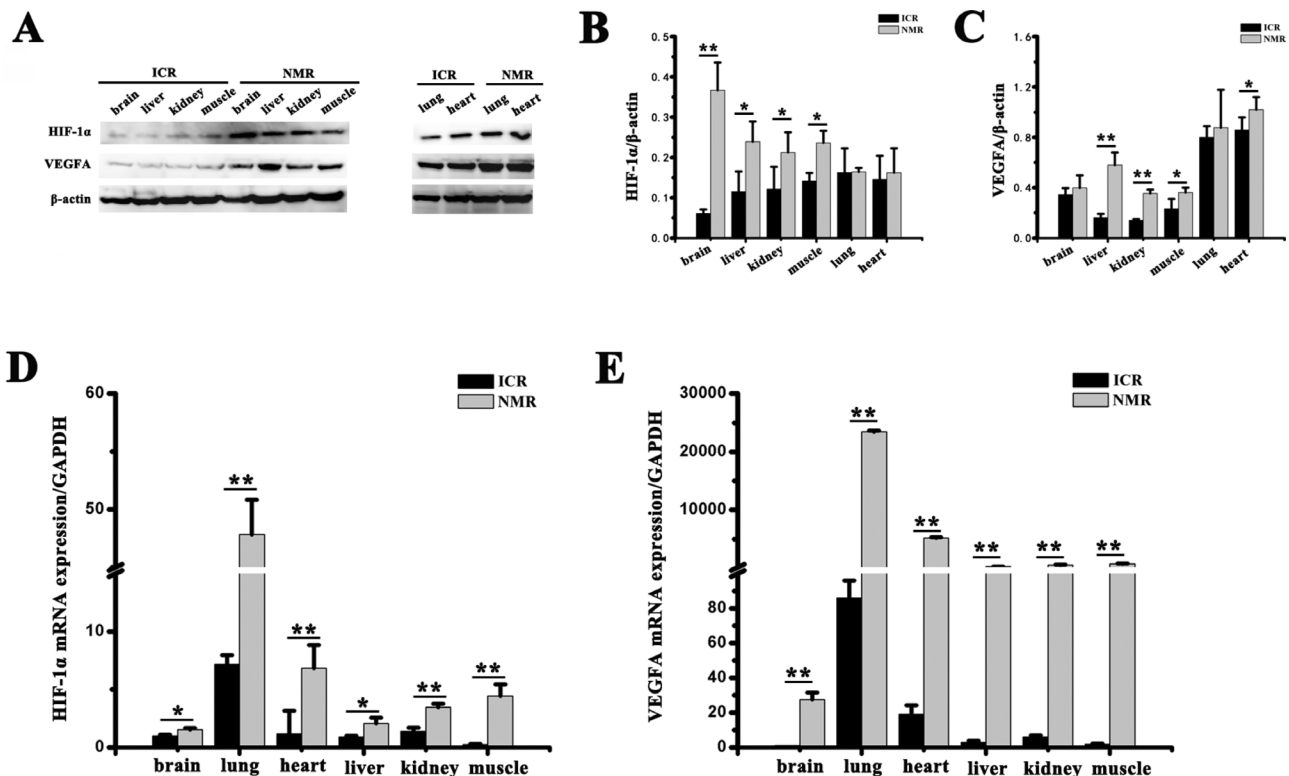 A
ICR NMR
brain liver kidney muscle brain liver kidney muscle
HIF-1α
VEGFA
β-actin
ICR NMR
lung heart lung heart
B
ICR
NMR
HIF-1α/β-actin
0.5
0.4
0.3
0.2
0.1
0.0
** * * *
brain liver kidney muscle lung heart
C
ICR
NMR
VEGFA/β-actin
1.6
1.2
0.8
0.4
0.0
** ** * *
brain liver kidney muscle lung heart
D
ICR
NMR
HIF-1α mRNA expression/GAPDH
60
50
10
0
* ** ** * ** **
brain lung heart liver kidney muscle
E
ICR
NMR
VEGFA mRNA expression/GAPDH
30000
20000
10000
80
60
40
20
0
** ** ** ** ** **
brain lung heart liver kidney muscle